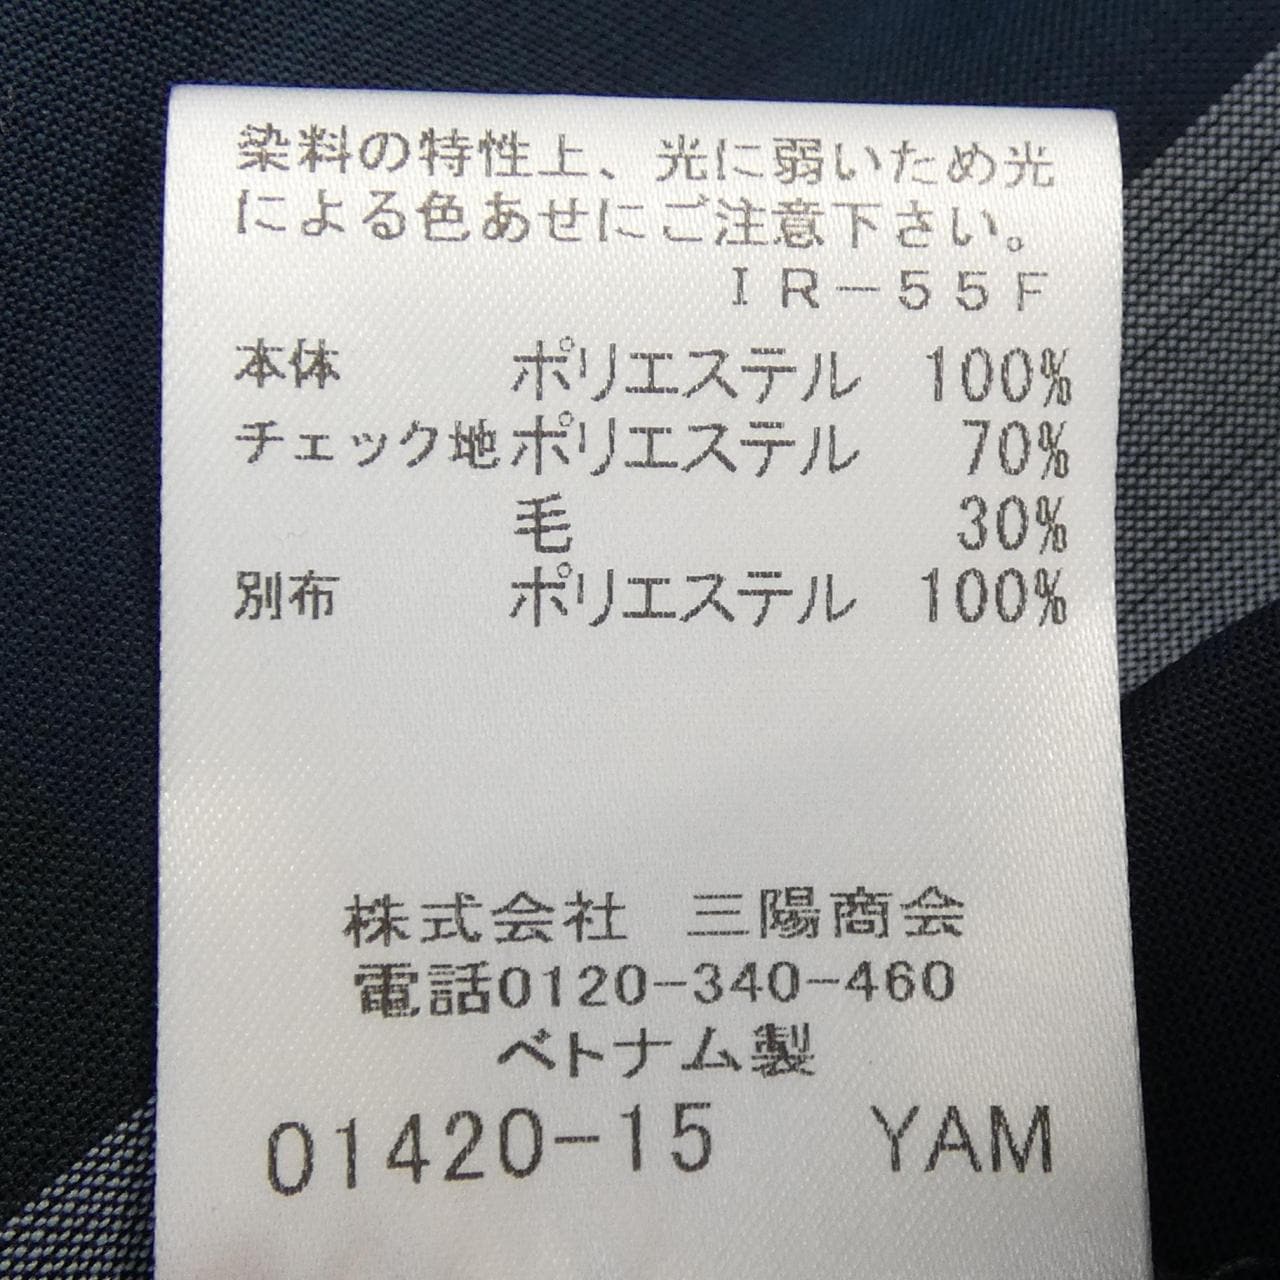 染料の特性上、光に弱いため光
による色あせにご注意下さい。
ＩＲ－５５Ｆ
本体 ポリエステル 100%
チェック地 ポリエステル 70%
毛 30%
別布 ポリエステル 100%
株式会社 三陽商会
電話0120-340-460
ベトナム製
01420-15 YAM